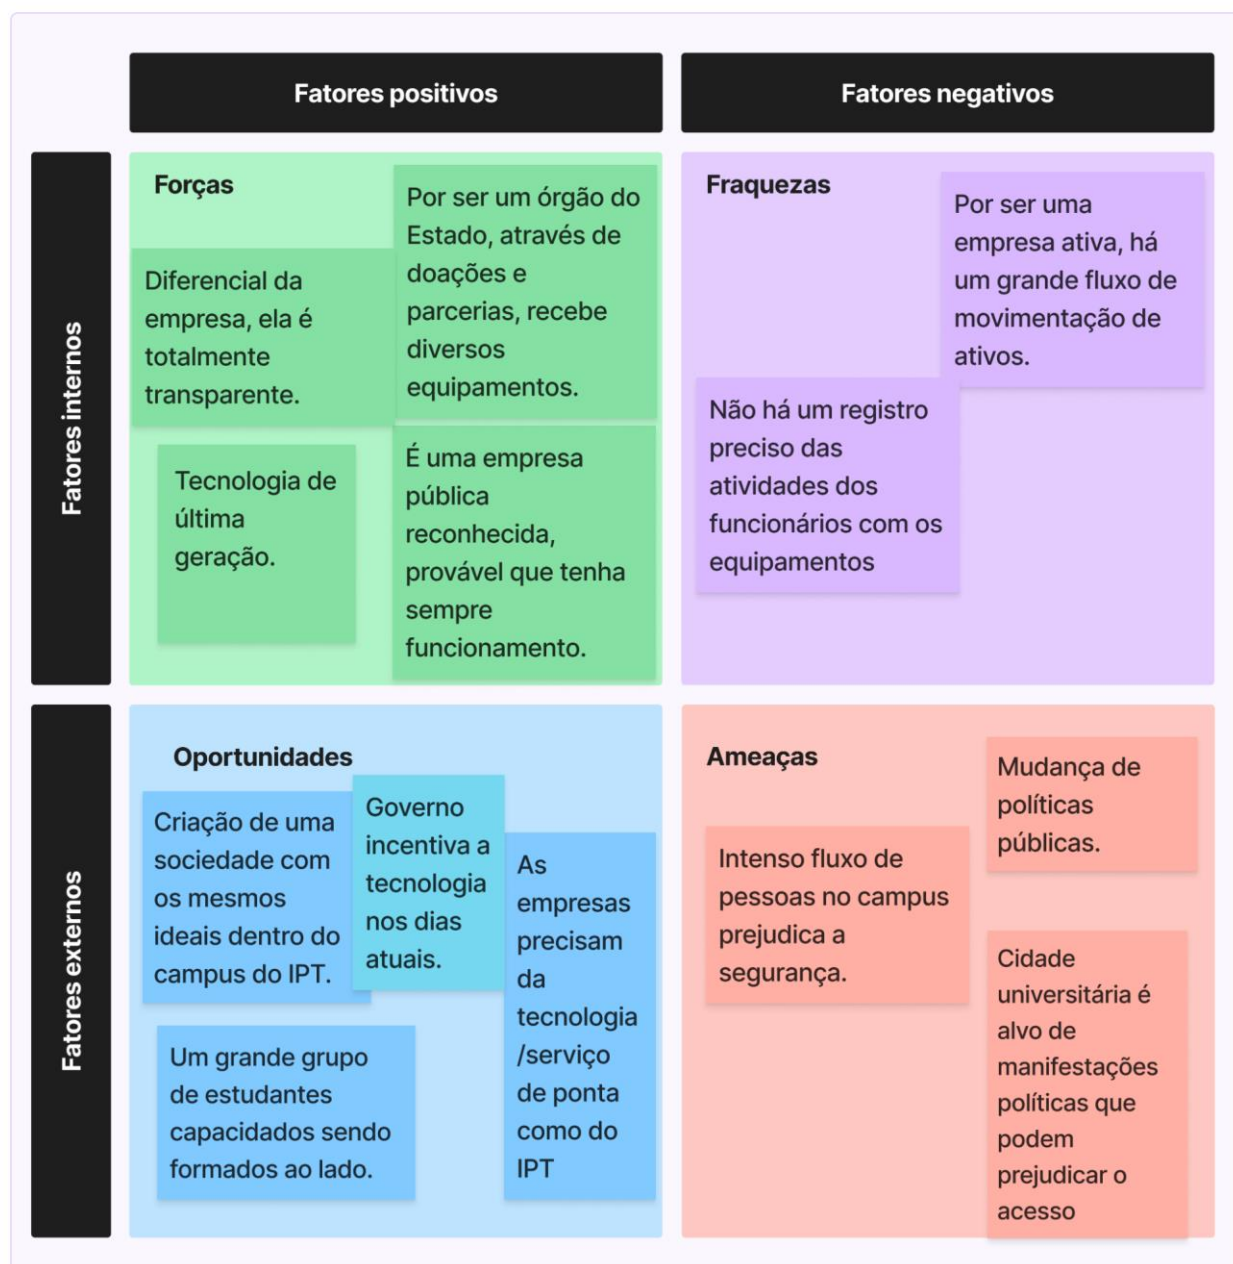 Fatores positivos
Fatores negativos
Fatores internos
Forças
Diferencial da
empresa, ela é
totalmente
transparente.
Por ser um órgão do
Estado, através de
doações e
parcerias, recebe
diversos
equipamentos.
Tecnologia de
última
geração.
É uma empresa
pública
reconhecida,
provável que tenha
sempre
funcionamento.
Fraquezas
Por ser uma
empresa ativa, há
um grande fluxo de
movimentação de
ativos.
Não há um registro
preciso das
atividades dos
funcionários com os
equipamentos
Fatores externos
Oportunidades
Criação de uma
sociedade com
os mesmos
ideais dentro do
campus do IPT.
Governo
incentiva a
tecnologia
nos dias
atuais.
As
empresas
precisam
da
tecnologia
/serviço
de ponta
como do
IPT
Um grande grupo
de estudantes
capacidados sendo
formados ao lado.
Ameaças
Mudança de
políticas
públicas.
Intenso fluxo de
pessoas no campus
prejudica a
segurança.
Cidade
universitária é
alvo de
manifestações
políticas que
podem
prejudicar o
acesso